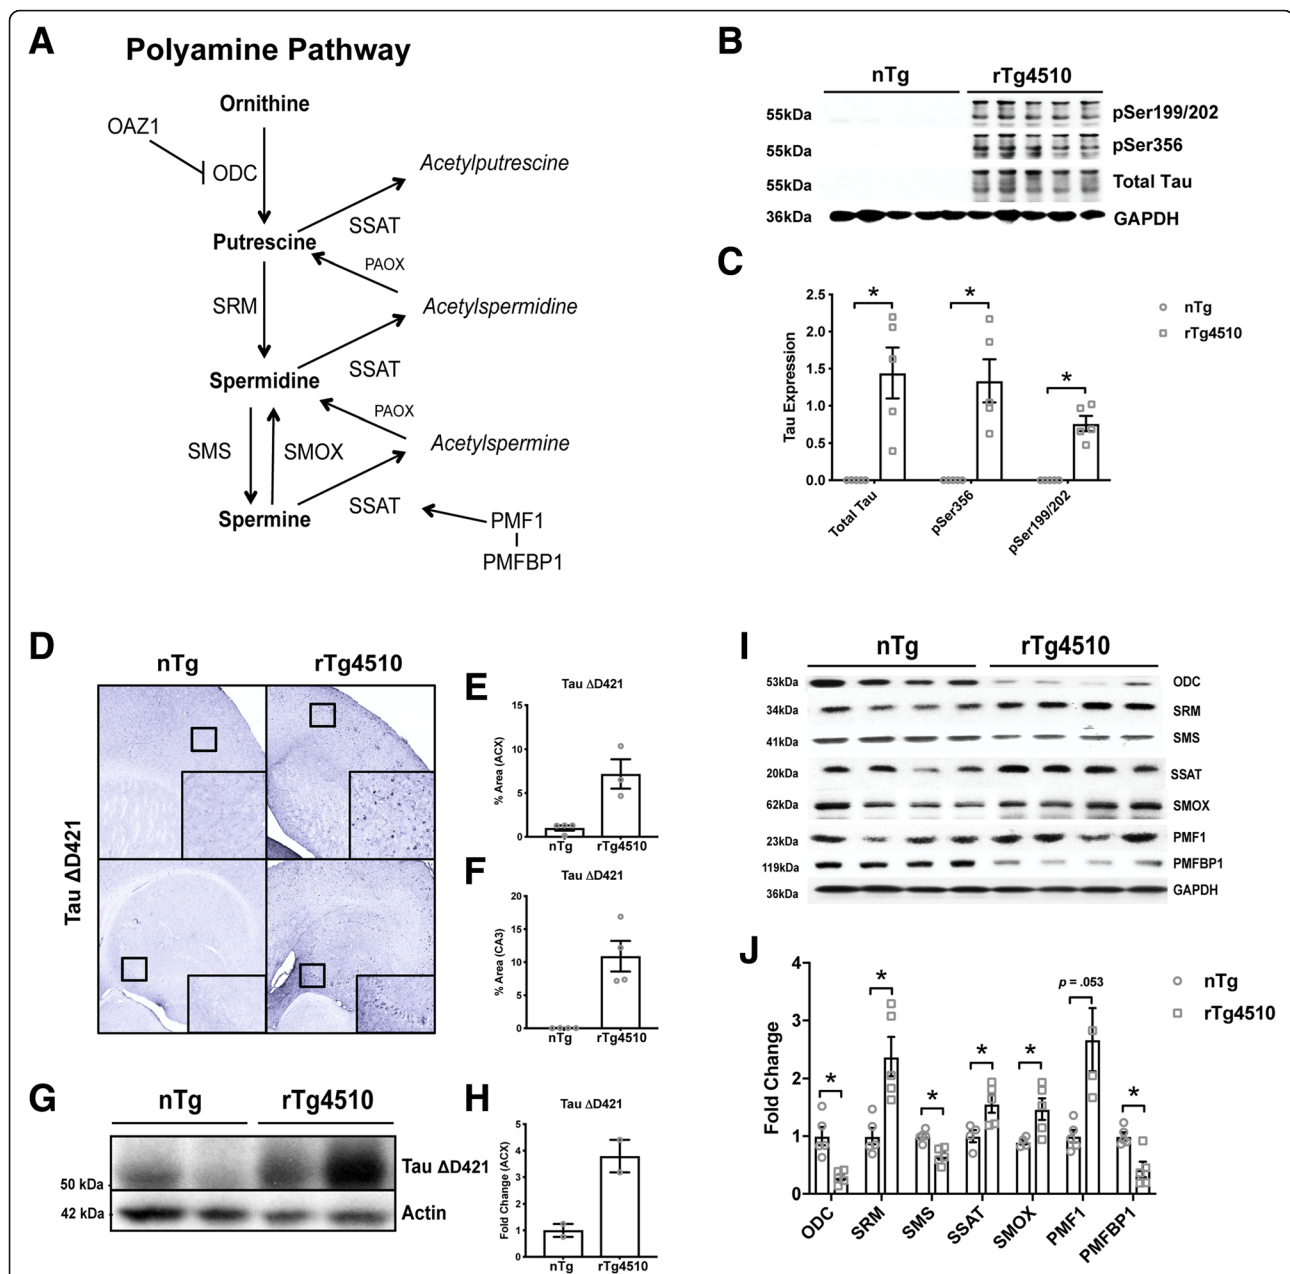 A
Polyamine Pathway
Ornithine
OAZ1
ODC
Acetylputrescine
SSAT
Putrescine
PAOX
SRM
Acetylspermidine
SSAT
Spermidine
PAOX
SMS
SMOX
Acetylspermine
SSAT
Spermine
PMF1
PMFBP1
B
nTg
rTg4510
55kDa
pSer199/202
55kDa
pSer356
55kDa
Total Tau
36kDa
GAPDH
C
Tau Expression
2.5
2.0
1.5
1.0
0.5
0.0
*
*
*
Total Tau
pSer356
pSer199/202
nTg
rTg4510
D
nTg
rTg4510
Tau ΔD421
E
Tau ΔD421
% Area (ACX)
15
10
5
0
nTg
rTg4510
F
Tau ΔD421
% Area (CA3)
20
15
10
5
0
nTg
rTg4510
G
nTg
rTg4510
50 kDa
Tau ΔD421
42 kDa
Actin
H
Tau ΔD421
Fold Change (ACX)
5
4
3
2
1
0
nTg
rTg4510
I
nTg
rTg4510
53kDa
ODC
34kDa
SRM
41kDa
SMS
20kDa
SSAT
62kDa
SMOX
23kDa
PMF1
119kDa
PMFBP1
36kDa
GAPDH
J
Fold Change
4
3
2
1
0
*
*
*
*
*
p = .053
*
ODC
SRM
SMS
SSAT
SMOX
PMF1
PMFBP1
nTg
rTg4510